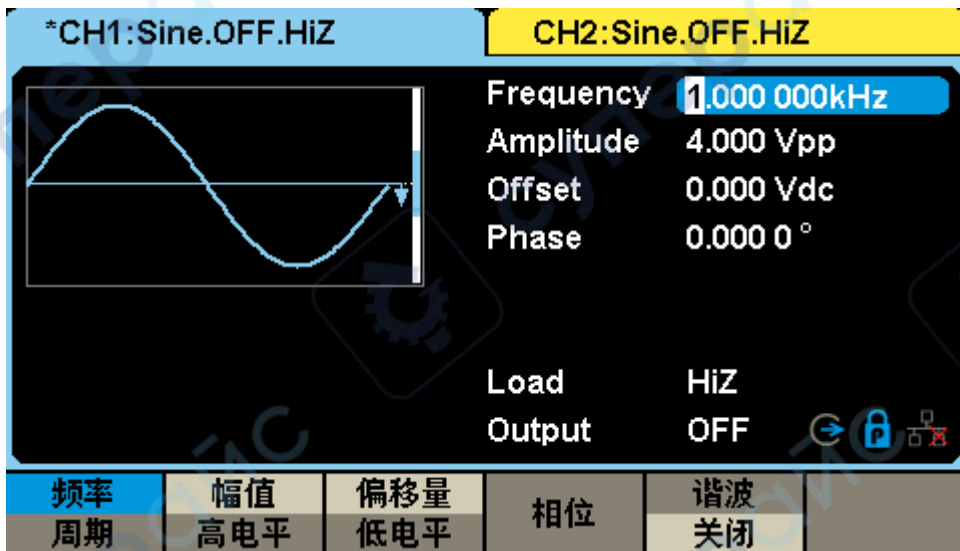 *CH1:Sine.OFF.HiZ
CH2:Sine.OFF.HiZ
Frequency 1.000 000kHz
Amplitude 4.000 Vpp
Offset 0.000 Vdc
Phase 0.000 0 °
Load HiZ
Output OFF P
频率 幅值 偏移量 相位 谐波
周期 高电平 低电平 关闭
супер
айс